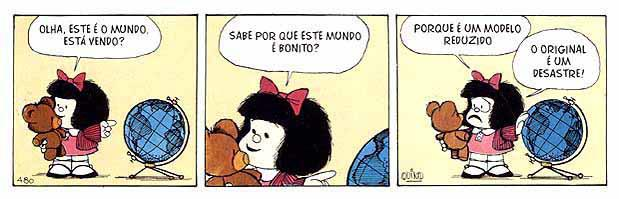 OLHA, ESTE É O MUNDO,
ESTÁ VENDO?
480
SABE POR QUE ESTE MUNDO
É BONITO?
PORQUE É UM MODELO
REDUZIDO
O ORIGINAL
É UM
DESASTRE!
QUINO